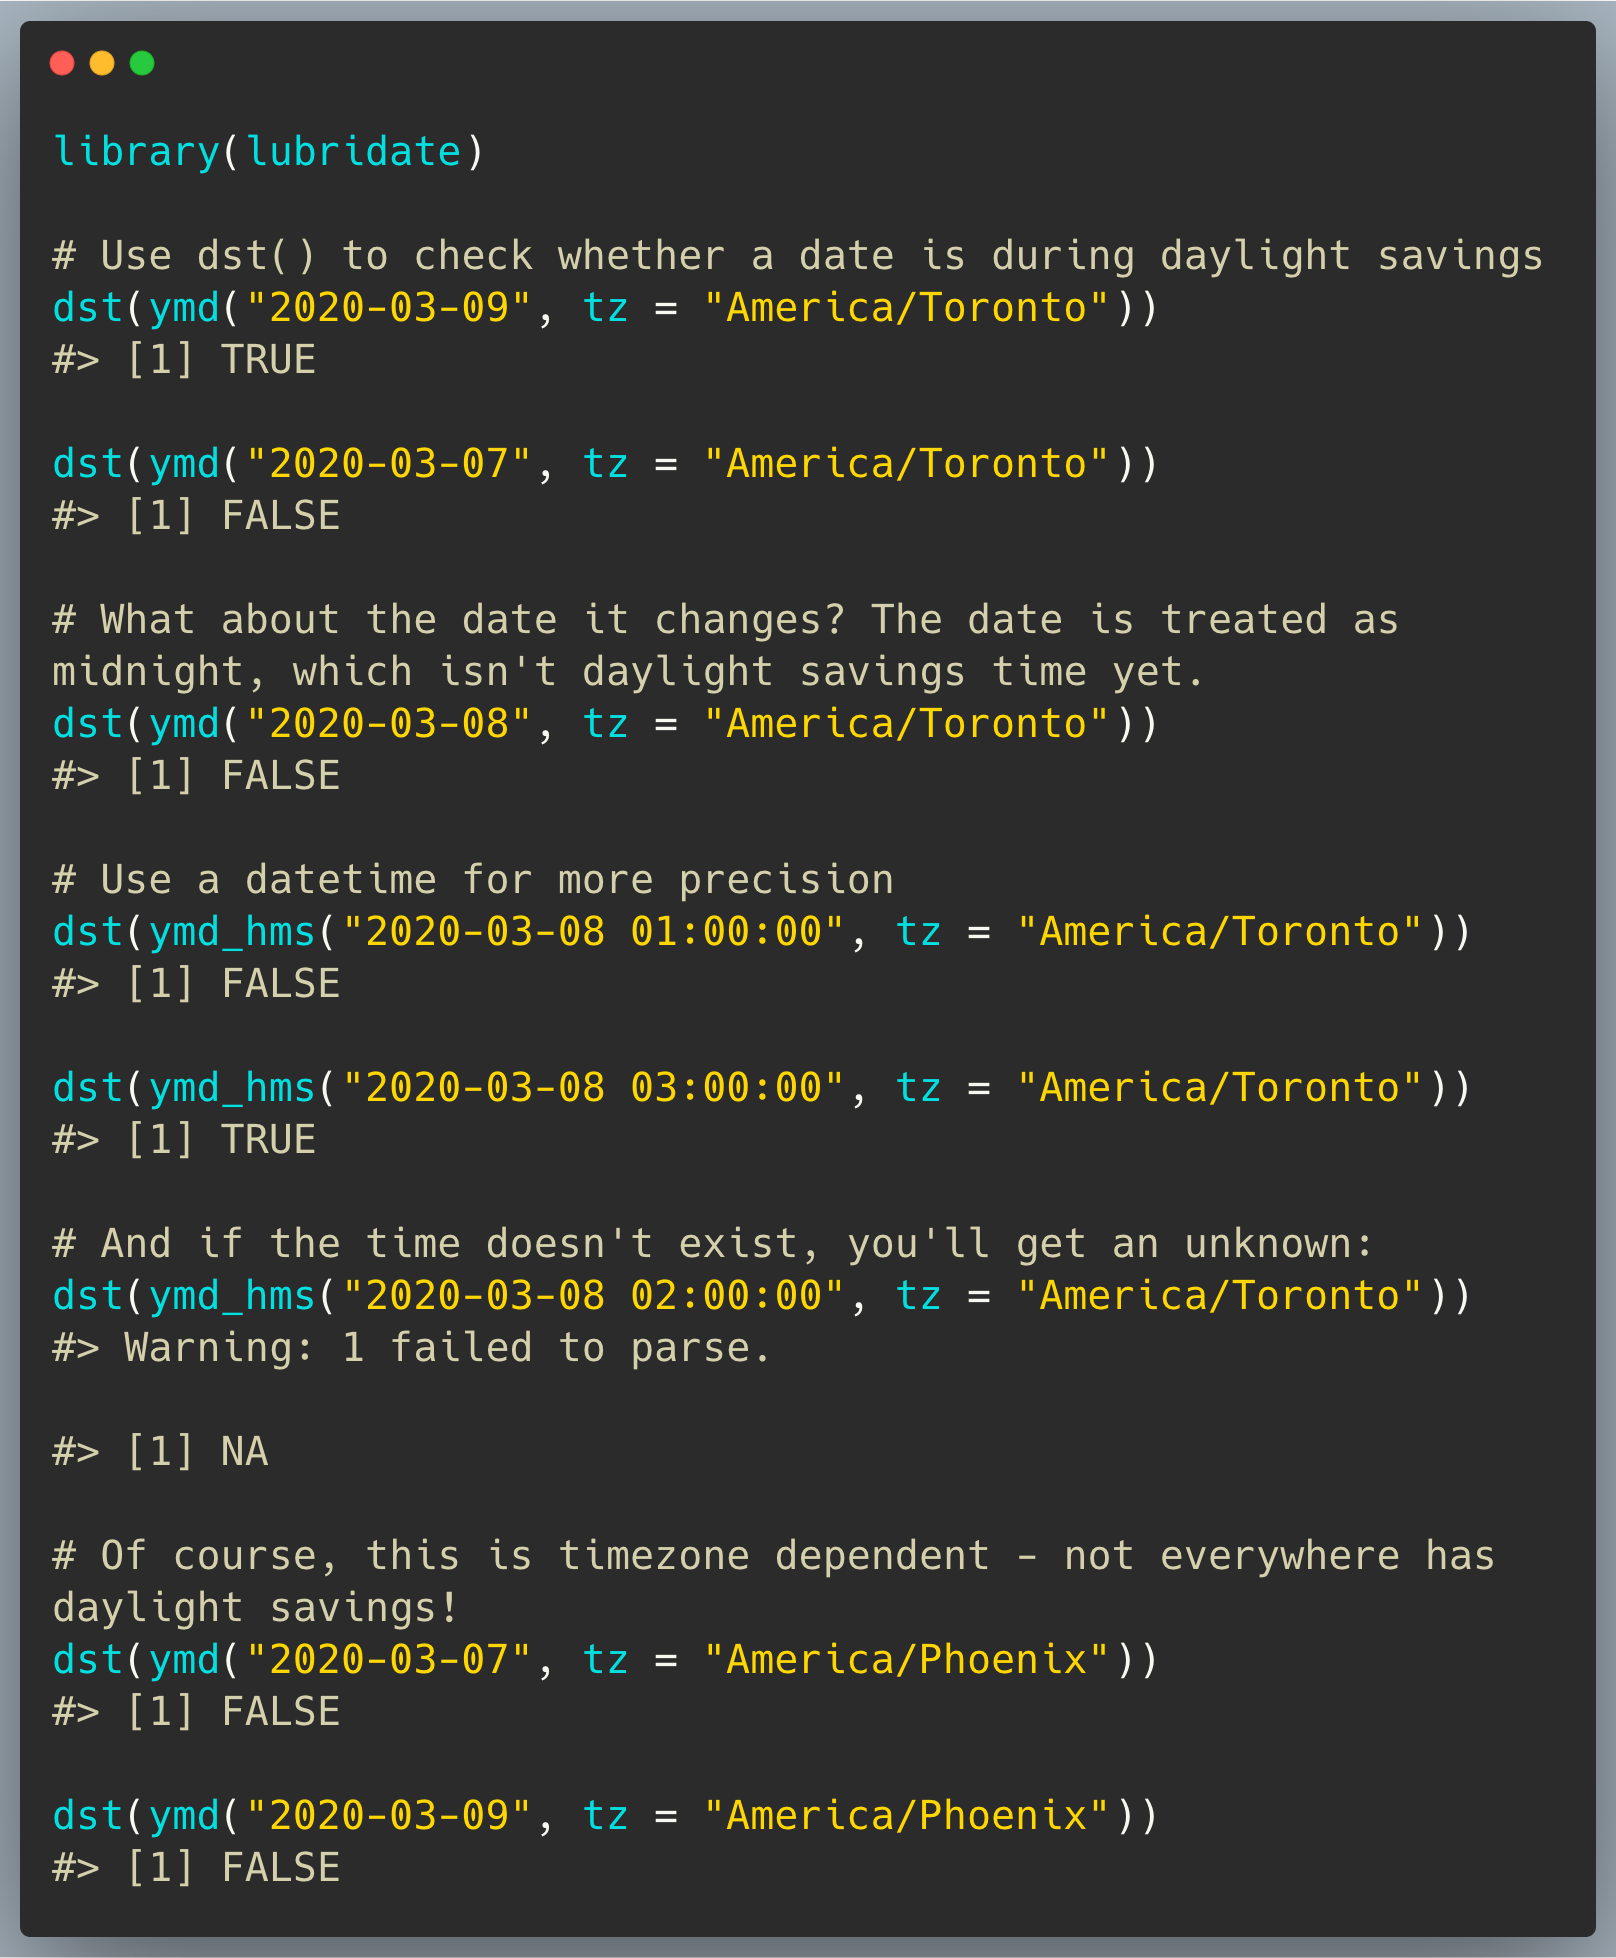 library(lubridate)
# Use dst() to check whether a date is during daylight savings
dst(ymd("2020-03-09", tz = "America/Toronto"))
#> [1] TRUE
dst(ymd("2020-03-07", tz = "America/Toronto"))
#> [1] FALSE
# What about the date it changes? The date is treated as
midnight, which isn't daylight savings time yet.
dst(ymd("2020-03-08", tz = "America/Toronto"))
#> [1] FALSE
# Use a datetime for more precision
dst(ymd_hms("2020-03-08 01:00:00", tz = "America/Toronto"))
#> [1] FALSE
dst(ymd_hms("2020-03-08 03:00:00", tz = "America/Toronto"))
#> [1] TRUE
# And if the time doesn't exist, you'll get an unknown:
dst(ymd_hms("2020-03-08 02:00:00", tz = "America/Toronto"))
#> Warning: 1 failed to parse.
#> [1] NA
# Of course, this is timezone dependent - not everywhere has
daylight savings!
dst(ymd("2020-03-07", tz = "America/Phoenix"))
#> [1] FALSE
dst(ymd("2020-03-09", tz = "America/Phoenix"))
#> [1] FALSE